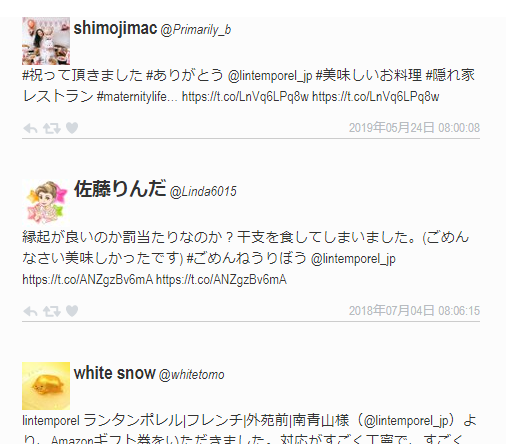 shimojimac @Primarily_b
#祝って頂きました #ありがとう @lintemporel_jp #美味しいお料理 #隠れ家
レストラン #maternitylife… https://t.co/LnVq6LPq8w https://t.co/LnVq6LPq8w
2019年05月24日 08:00:08
佐藤りんだ @Linda6015
縁起が良いのか罰当たりなのか？干支を食してしまいました。(ごめん
なさい美味しかったです) #ごめんねうりぼう @lintemporel_jp
https://t.co/ANZgzBv6mA https://t.co/ANZgzBv6mA
2018年07月04日 08:06:15
white snow @whitetomo
lintemporel ランタンポレル|フレンチ|外苑前|南青山様（@lintemporel_jp）よ
り、Amazonギフト券をいただきました。対応がすごく丁寧で、すごく